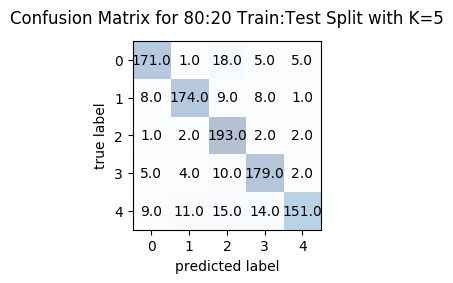 Confusion Matrix for 80:20 Train:Test Split with K=5
0 171.0 1.0 18.0 5.0 5.0
1 8.0 174.0 9.0 8.0 1.0
2 1.0 2.0 193.0 2.0 2.0
3 5.0 4.0 10.0 179.0 2.0
4 9.0 11.0 15.0 14.0 151.0
true label
0 1 2 3 4
predicted label